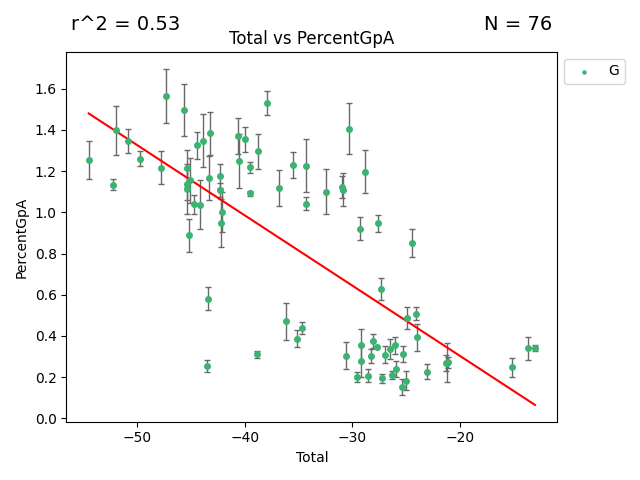 r^2 = 0.53
N = 76
Total vs PercentGpA
G
PercentGpA
1.6
1.4
1.2
1.0
0.8
0.6
0.4
0.2
0.0
−50
−40
−30
−20
Total